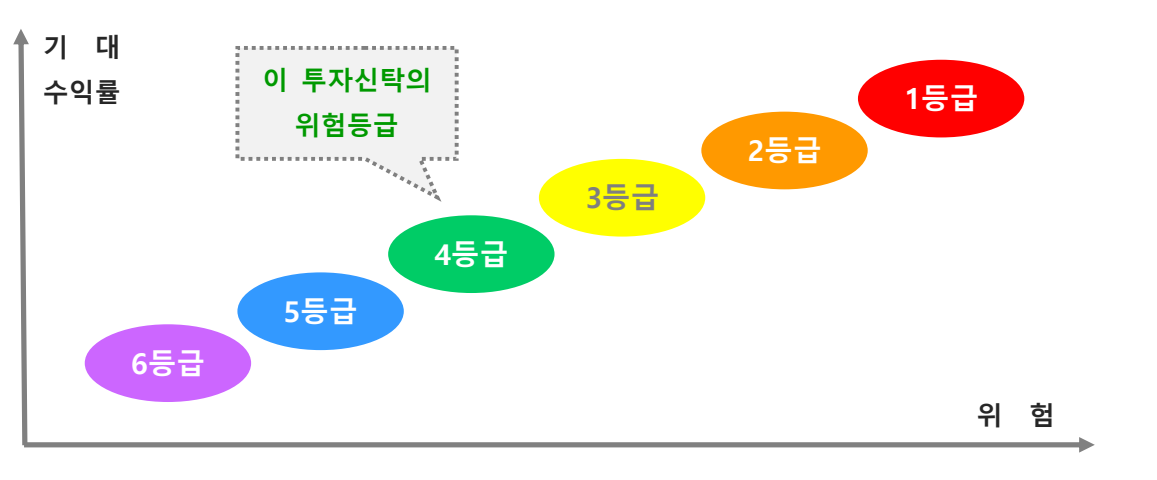 기 대
수익률
이 투자신탁의
위험등급
1등급
2등급
3등급
4등급
5등급
6등급
위 험